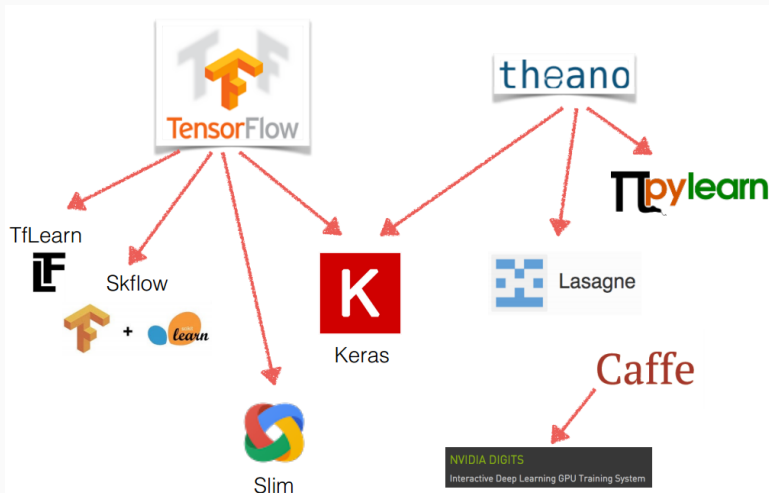 TensorFlow
theano
pylearn
TfLearn
Skflow
+ learn
K
Keras
Lasagne
Caffe
Slim
NVIDIA DIGITS
Interactive Deep Learning GPU Training System